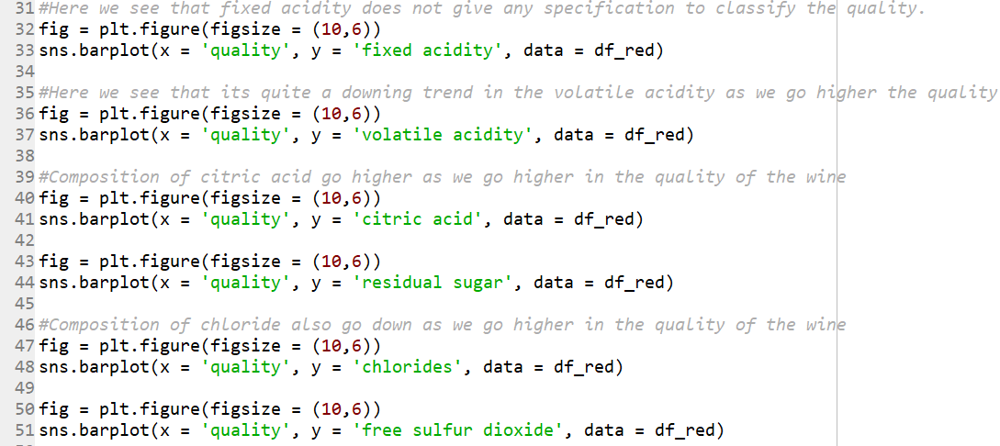 31 #Here we see that fixed acidity does not give any specification to classify the quality.
32 fig = plt.figure(figsize = (10,6))
33 sns.barplot(x = 'quality', y = 'fixed acidity', data = df_red)
34
35 #Here we see that its quite a downing trend in the volatile acidity as we go higher the quality
36 fig = plt.figure(figsize = (10,6))
37 sns.barplot(x = 'quality', y = 'volatile acidity', data = df_red)
38
39 #Composition of citric acid go higher as we go higher in the quality of the wine
40 fig = plt.figure(figsize = (10,6))
41 sns.barplot(x = 'quality', y = 'citric acid', data = df_red)
42
43 fig = plt.figure(figsize = (10,6))
44 sns.barplot(x = 'quality', y = 'residual sugar', data = df_red)
45
46 #Composition of chloride also go down as we go higher in the quality of the wine
47 fig = plt.figure(figsize = (10,6))
48 sns.barplot(x = 'quality', y = 'chlorides', data = df_red)
49
50 fig = plt.figure(figsize = (10,6))
51 sns.barplot(x = 'quality', y = 'free sulfur dioxide', data = df_red)